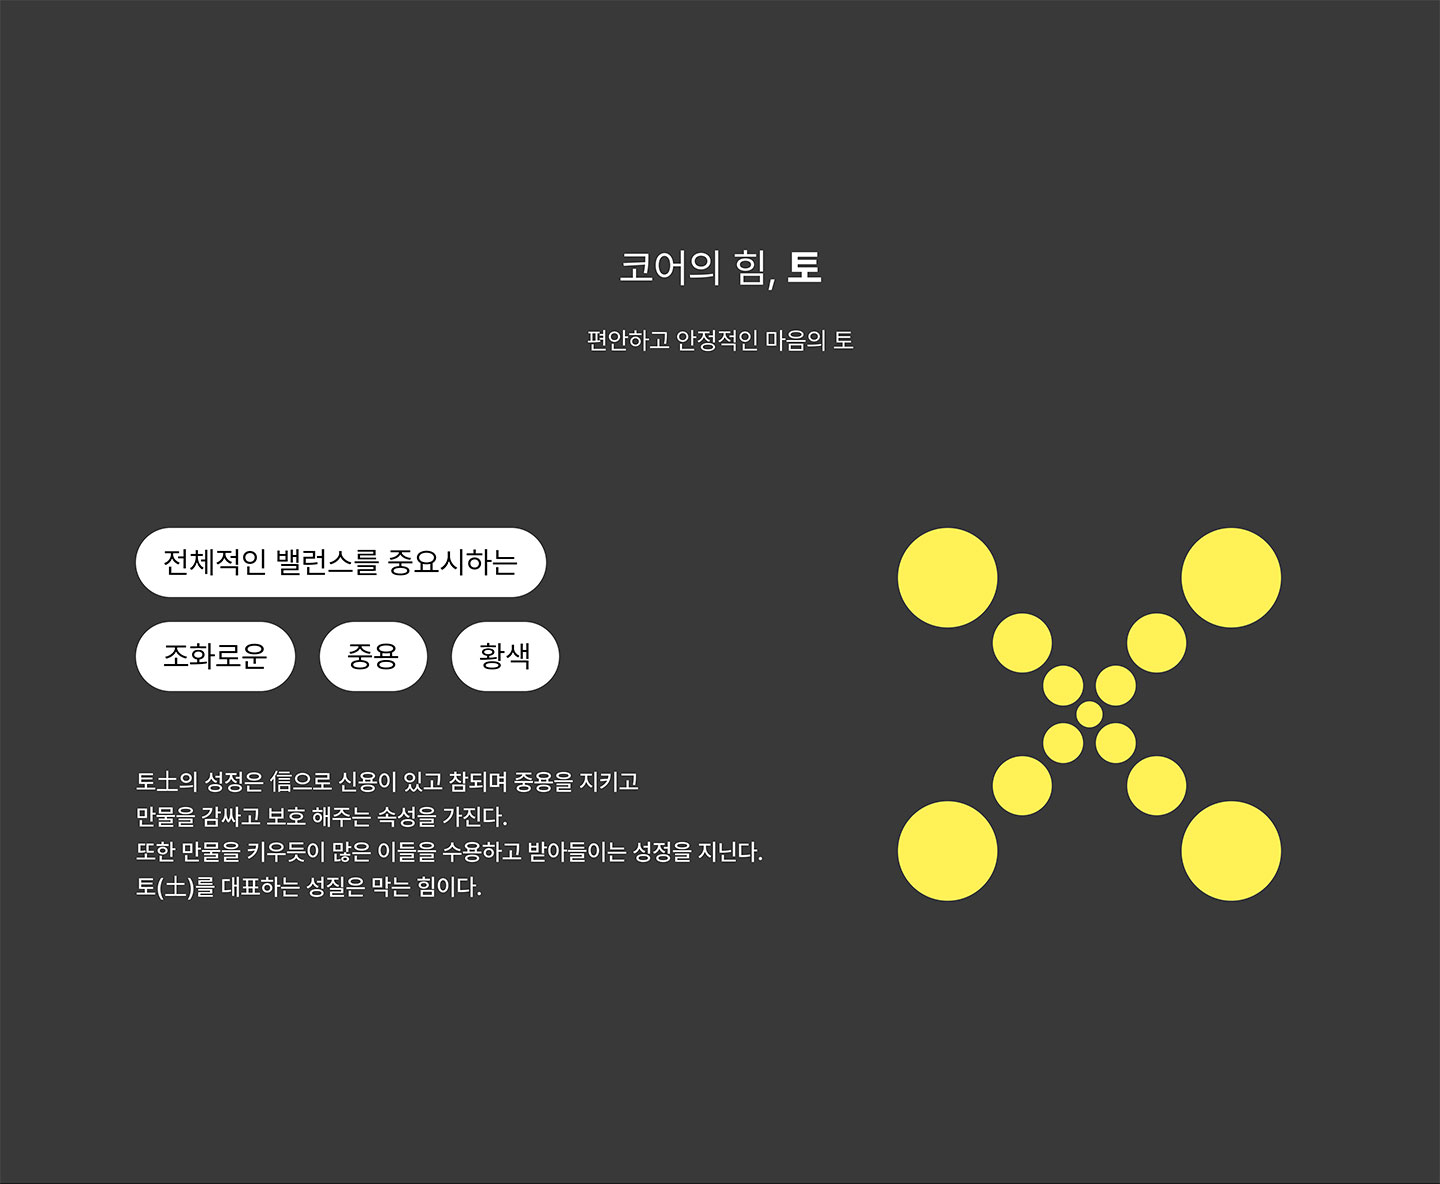 코어의 힘, 토
편안하고 안정적인 마음의 토
전체적인 밸런스를 중요시하는
조화로운 중용 황색
토土의 성정은 信으로 신용이 있고 참되며 중용을 지키고
만물을 감싸고 보호 해주는 속성을 가진다.
또한 만물을 키우듯이 많은 이들을 수용하고 받아들이는 성정을 지닌다.
토(土)를 대표하는 성질은 막는 힘이다.